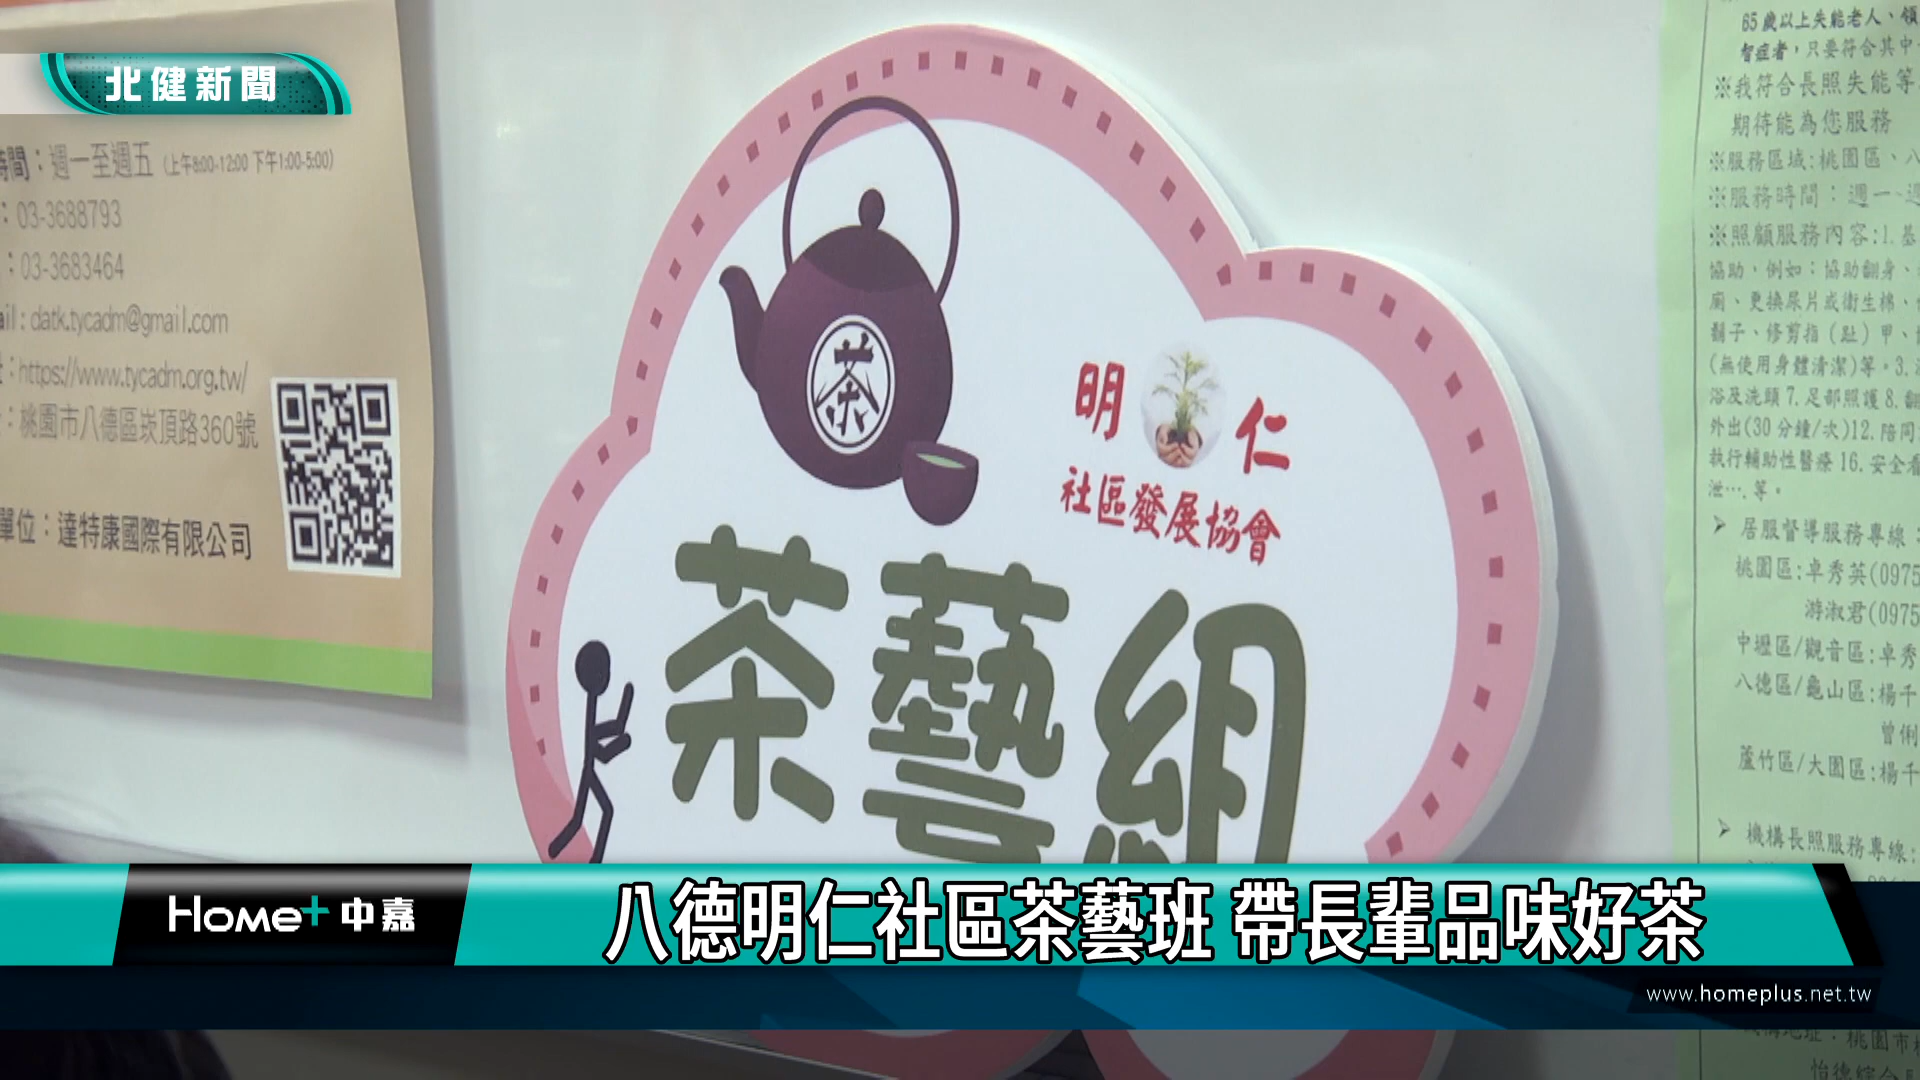 北健新聞
時間：週一至週五 (上午8:00-12:00 下午1:00-5:00)
：03-3688793
：03-3683464
ail：datk.tycadm@gmail.com
：https://www.tycadm.org.tw/
：桃園市八德區崁頂路360號
單位：達特康國際有限公司
茶
明仁
社區發展協會
茶藝組
65歲以上失能老人、領
智症者，只要符合其中
※我符合長照失能等
期待能為您服務
※服務區域:桃園區、八
※服務時間：週一~週
※照顧服務內容:1.基
協助、例如：協助翻身、
廁、更換尿片或衛生棉、
鬍子、修剪指（趾）甲、
(無使用身體清潔)等。3.
浴及洗頭 7.足部照護 8.翻
外出(30分鐘/次)12.陪同
執行輔助性醫療 16.安全看
泄….等。
➢ 居服督導服務專線：
桃園區:卓秀英(0975
游淑君(0975
中壢區/觀音區:卓秀
八德區/龜山區:楊千
曾俐
蘆竹區/大園區:楊千
➢ 機構長照服務專線:
Home+ 中嘉
八德明仁社區茶藝班 帶長輩品味好茶
www.homeplus.net.tw
機構地址：桃園市
怡德綜合